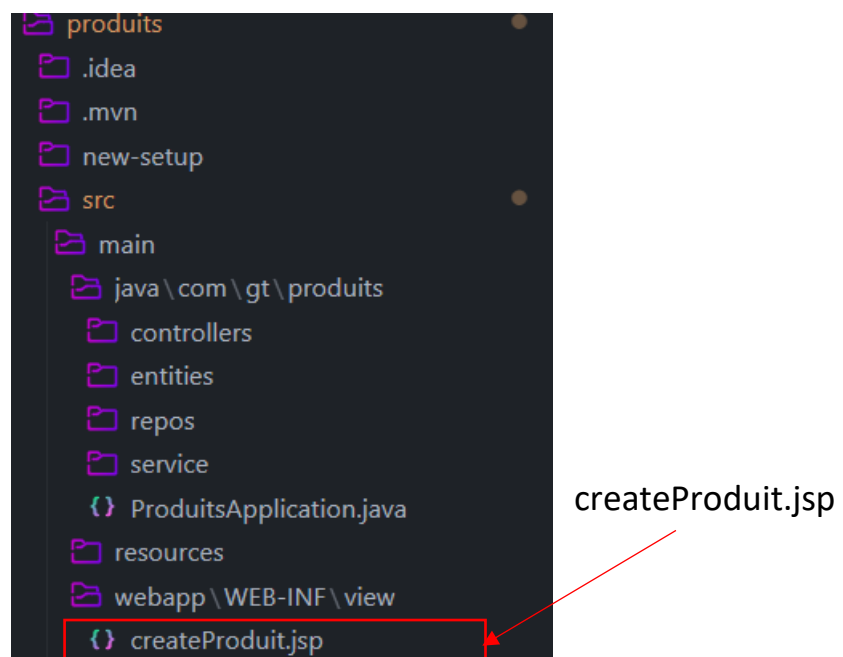 produits
.idea
.mvn
new-setup
src
main
java\com\gt\produits
controllers
entities
repos
service
{} ProduitsApplication.java
resources
webapp\WEB-INF\view
{} createProduit.jsp
createProduit.jsp